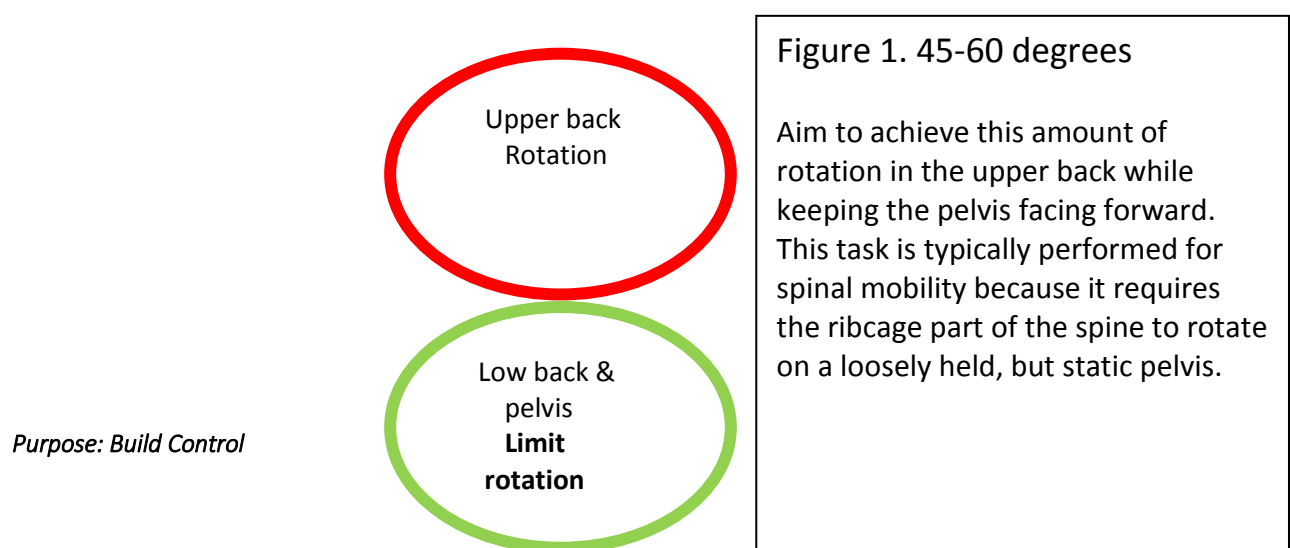 Upper back
Rotation
Low back &
pelvis
Limit
rotation
Purpose: Build Control
Figure 1. 45-60 degrees
Aim to achieve this amount of
rotation in the upper back while
keeping the pelvis facing forward.
This task is typically performed for
spinal mobility because it requires
the ribcage part of the spine to rotate
on a loosely held, but static pelvis.